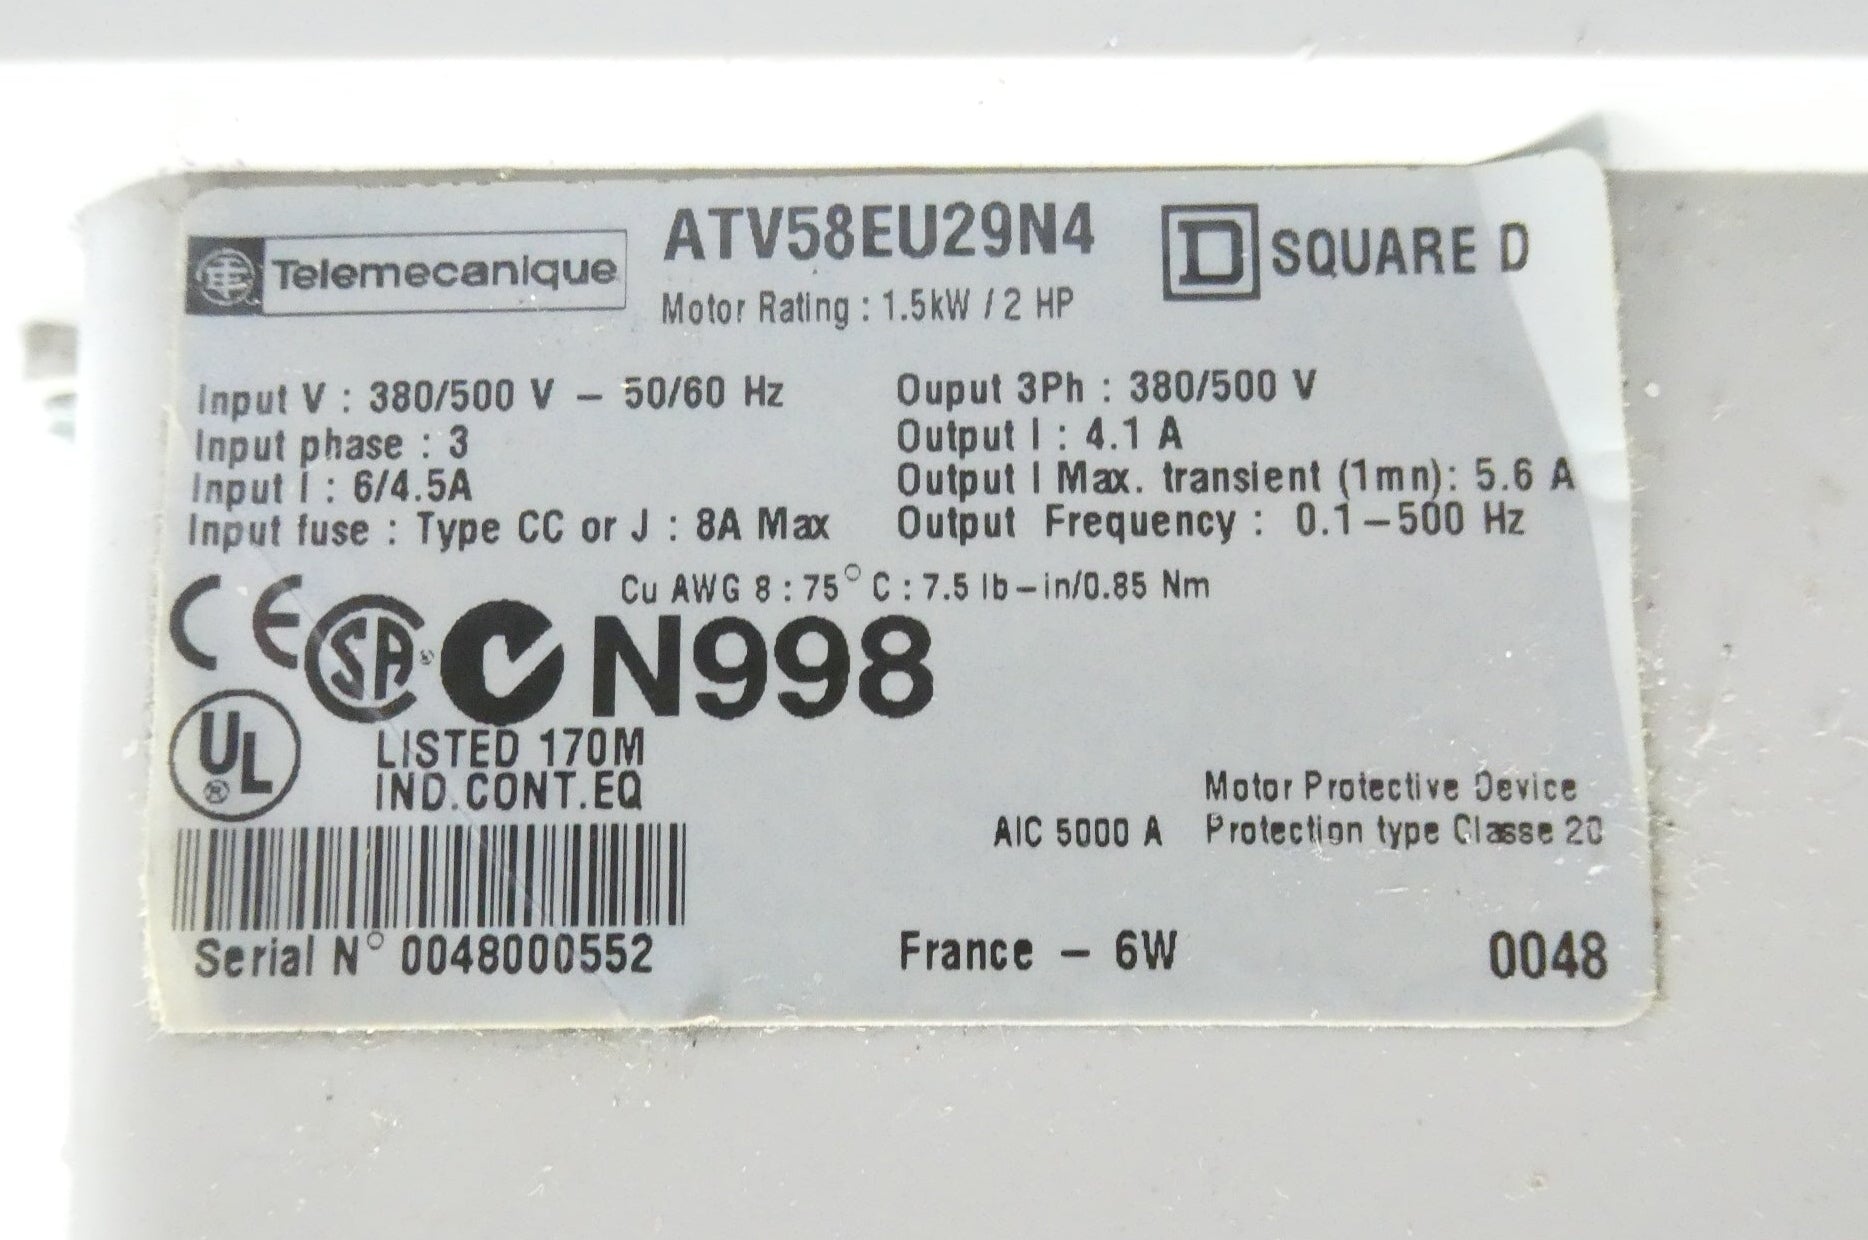 Telemecanique
ATV58EU29N4
D SQUARE D
Motor Rating : 1.5kW / 2 HP
Input V : 380/500 V – 50/60 Hz
Input phase : 3
Input I : 6/4.5A
Input fuse : Type CC or J : 8A Max
Ouput 3Ph : 380/500 V
Output I : 4.1 A
Output I Max. transient (1mn): 5.6 A
Output Frequency : 0.1–500 Hz
Cu AWG 8 : 75° C : 7.5 lb–in/0.85 Nm
CE SA ® N998
UL ®
LISTED 170M
IND.CONT.EQ
Motor Protective Device
AIC 5000 A Protection type Classe 20
Serial N° 0048000552
France – 6W
0048